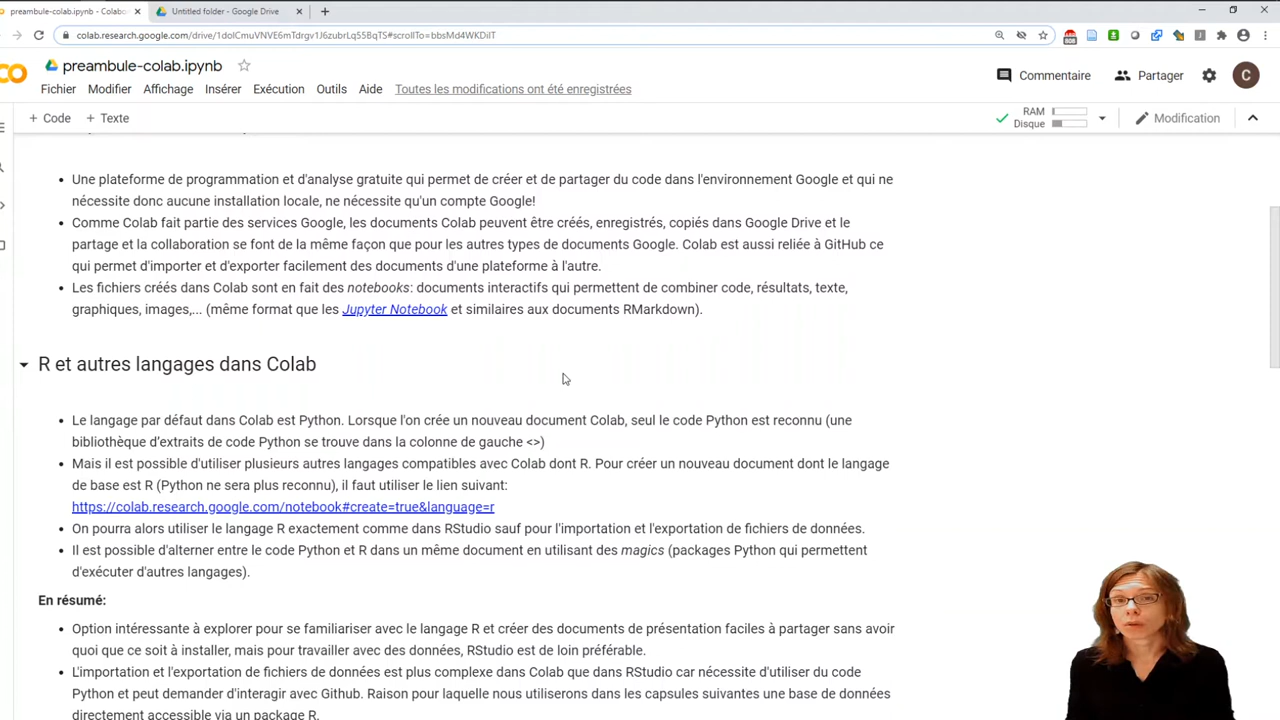 preambule-colab.ipynb - Colabo
Untitled folder - Google Drive
colab.research.google.com/drive/1dolCmuVNVE6mTdrgv1J6zubrLq55BqTS#scrollTo=bbsMd4WKDiIT
preambule-colab.ipynb
Commentaire
Partager
C
Fichier Modifier Affichage Insérer Exécution Outils Aide Toutes les modifications ont été enregistrées
+ Code + Texte
RAM
Disque
Modification
• Une plateforme de programmation et d'analyse gratuite qui permet de créer et de partager du code dans l'environnement Google et qui ne
nécessite donc aucune installation locale, ne nécessite qu'un compte Google!
• Comme Colab fait partie des services Google, les documents Colab peuvent être créés, enregistrés, copiés dans Google Drive et le
partage et la collaboration se font de la même façon que pour les autres types de documents Google. Colab est aussi reliée à GitHub ce
qui permet d'importer et d'exporter facilement des documents d'une plateforme à l'autre.
• Les fichiers créés dans Colab sont en fait des notebooks: documents interactifs qui permettent de combiner code, résultats, texte,
graphiques, images,... (même format que les Jupyter Notebook et similaires aux documents RMarkdown).
R et autres langages dans Colab
• Le langage par défaut dans Colab est Python. Lorsque l'on crée un nouveau document Colab, seul le code Python est reconnu (une
bibliothèque d'extraits de code Python se trouve dans la colonne de gauche <>)
• Mais il est possible d'utiliser plusieurs autres langages compatibles avec Colab dont R. Pour créer un nouveau document dont le langage
de base est R (Python ne sera plus reconnu), il faut utiliser le lien suivant:
https://colab.research.google.com/notebook#create=true&language=r
• On pourra alors utiliser le langage R exactement comme dans RStudio sauf pour l'importation et l'exportation de fichiers de données.
• Il est possible d'alterner entre le code Python et R dans un même document en utilisant des magics (packages Python qui permettent
d'exécuter d'autres langages).
En résumé:
• Option intéressante à explorer pour se familiariser avec le langage R et créer des documents de présentation faciles à partager sans avoir
quoi que ce soit à installer, mais pour travailler avec des données, RStudio est de loin préférable.
• L'importation et l'exportation de fichiers de données est plus complexe dans Colab que dans RStudio car nécessite d'utiliser du code
Python et peut demander d'interagir avec Github. Raison pour laquelle nous utiliserons dans les capsules suivantes une base de données
directement accessible via un package R.